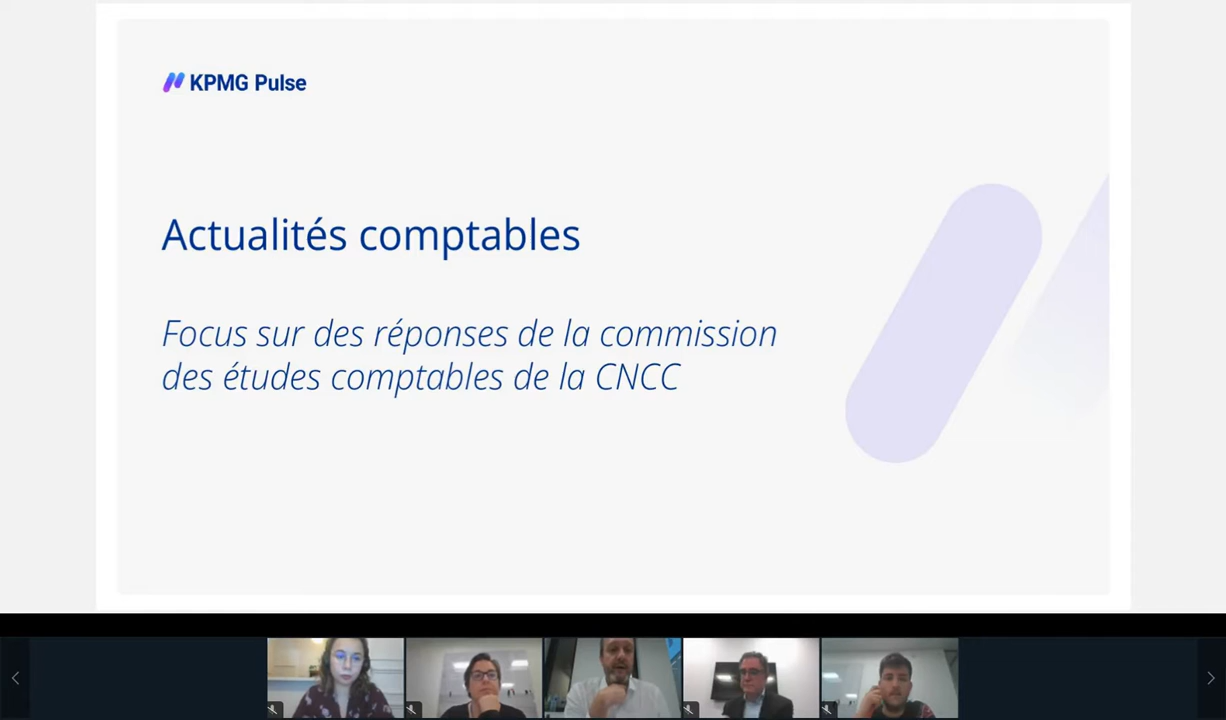 KPMG Pulse
Actualités comptables
Focus sur des réponses de la commission
des études comptables de la CNCC